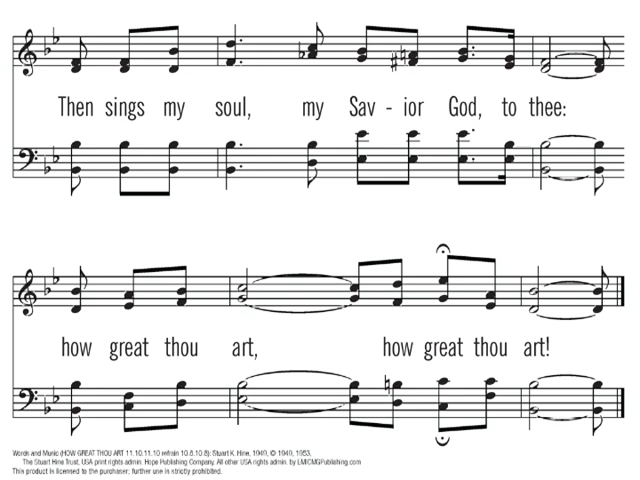 Then sings my soul, my Sav - ior God, to thee:
how great thou art, how great thou art!
Words and Music (HOW GREAT THOU ART 11.10.11.10 refrain 10.8.10.8): Stuart K. Hine, 1949, © 1949, 1953,
The Stuart Hine Trust, USA print rights admin. Hope Publishing Company. All other USA rights admin. by LMICMGPublishing.com
This product is licensed to the purchaser; further use is strictly prohibited.